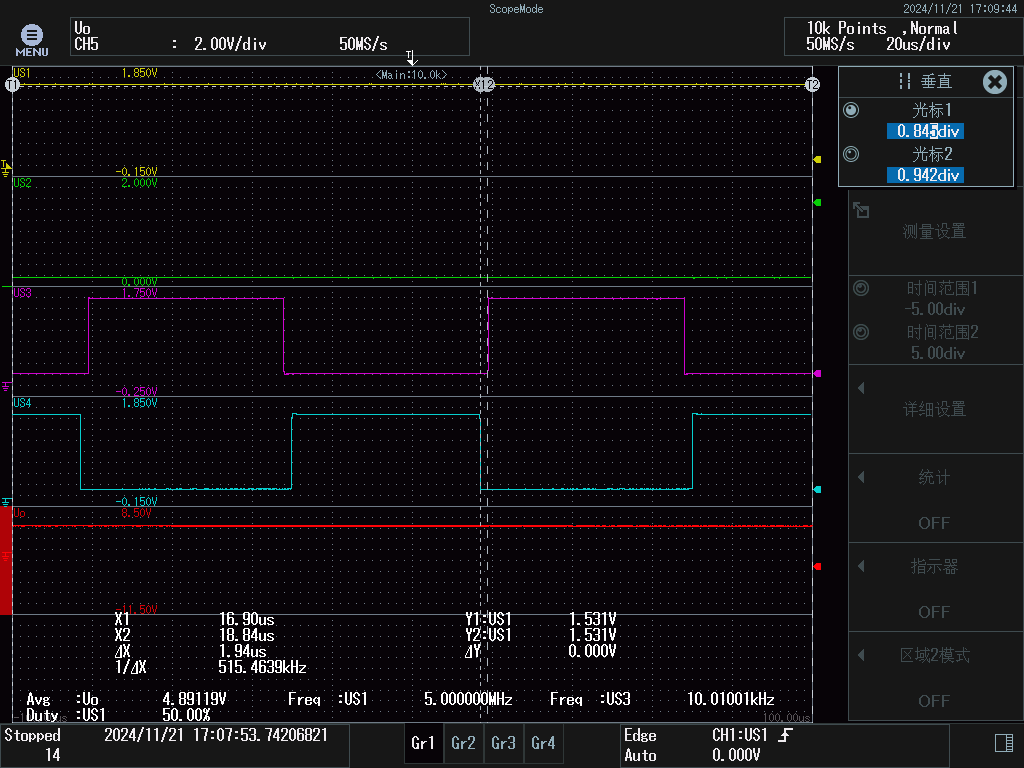 ScopeMode
2024/11/21 17:09:44
MENU
Uo
CH5 : 2.00V/div 50MS/s
10k Points ,Normal
50MS/s 20us/div
T
<Main:10.0k>
US1 1.850V
T1
X12
T2
-0.150V
US2 2.000V
0.000V
US3 1.750V
-0.250V
US4 1.850V
-0.150V
Uo 8.50V
-11.50V
垂直
光标1
0.845div
光标2
0.942div
测量设置
时间范围1
-5.00div
时间范围2
5.00div
详细设置
统计
OFF
指示器
OFF
区域2模式
OFF
X1 16.90us Y1:US1 1.531V
X2 18.84us Y2:US1 1.531V
ΔX 1.94us ΔY 0.000V
1/ΔX 515.4639kHz
Avg :Uo 4.89119V Freq :US1 5.000000MHz Freq :US3 10.01001kHz
Duty :US1 50.00%
100.00us
Stopped 2024/11/21 17:07:53.74206821
14
Gr1 Gr2 Gr3 Gr4
Edge CH1:US1
Auto 0.000V